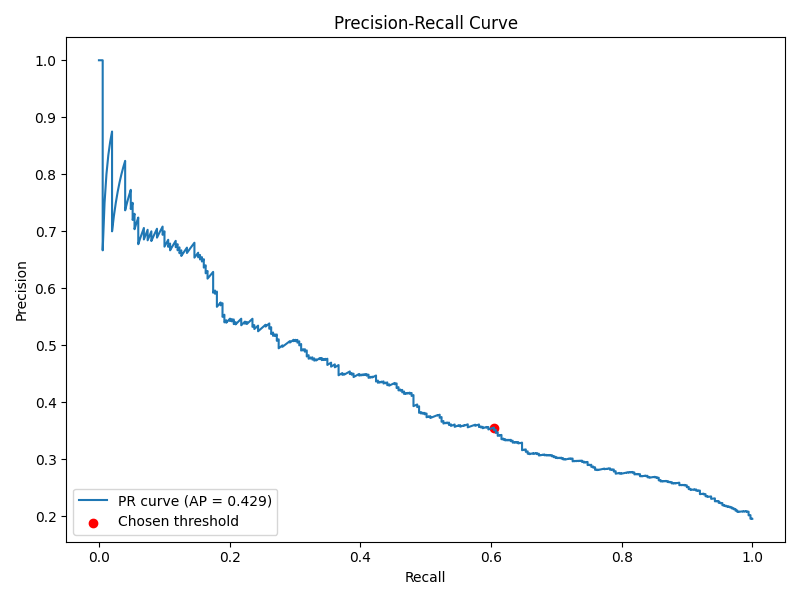 Precision-Recall Curve
1.0
0.9
0.8
0.7
0.6
0.5
0.4
0.3
0.2
Precision
PR curve (AP = 0.429)
Chosen threshold
0.0 0.2 0.4 0.6 0.8 1.0
Recall